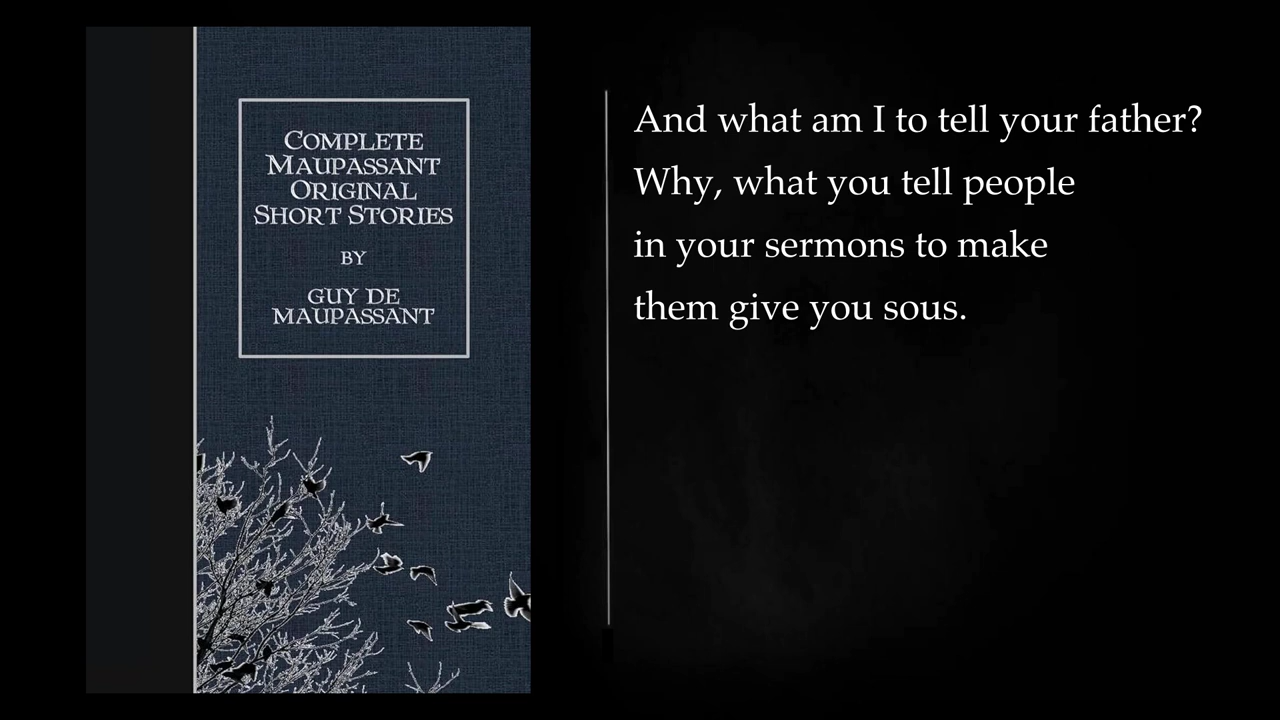 COMPLETE
MAUPASSANT
ORIGINAL
SHORT STORIES
BY
GUY DE
MAUPASSANT
And what am I to tell your father?
Why, what you tell people
in your sermons to make
them give you sous.